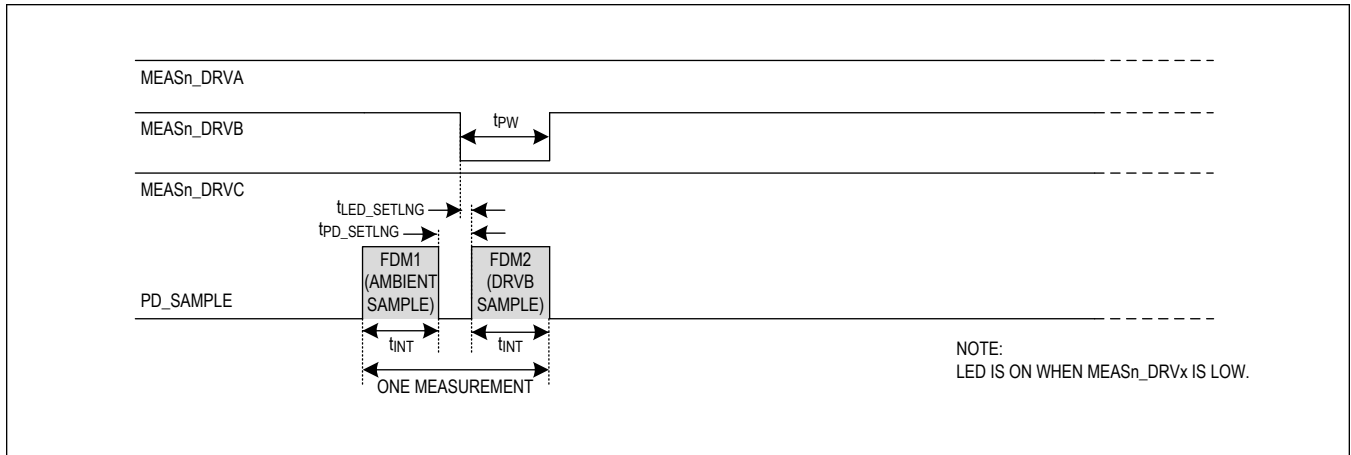 MEASn_DRVA
MEASn_DRVB
tPW
MEASn_DRVC
tLED_SETLNG
tPD_SETLNG
FDM1
(AMBIENT
SAMPLE)
FDM2
(DRVB
SAMPLE)
PD_SAMPLE
tINT
tINT
ONE MEASUREMENT
NOTE:
LED IS ON WHEN MEASn_DRVx IS LOW.